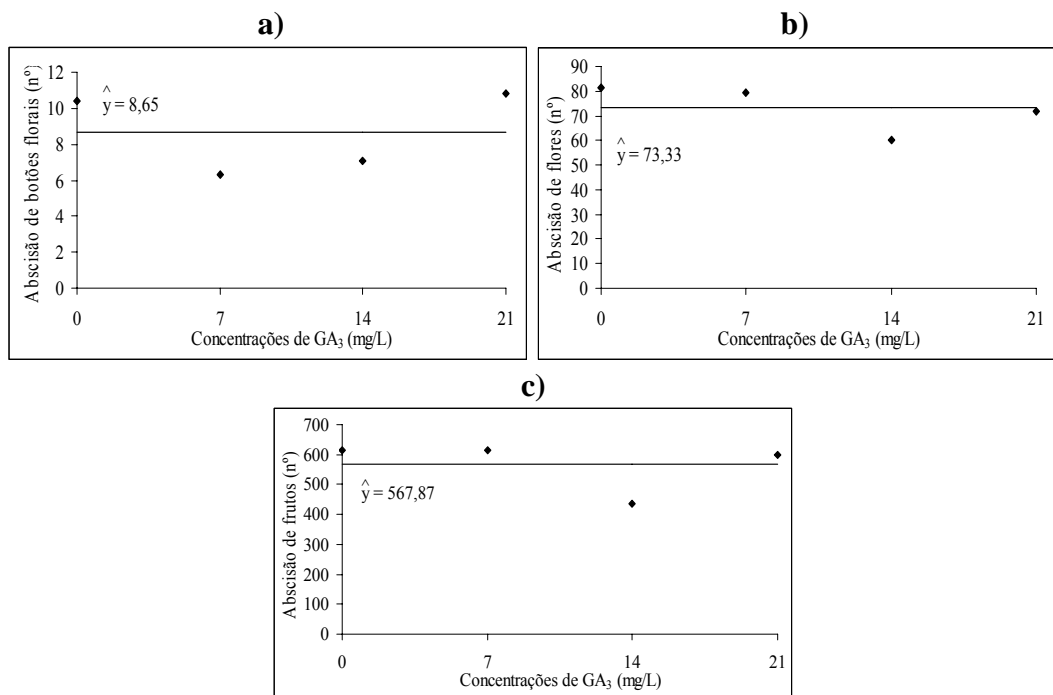 a)
Abscisão de botões florais (nº)
12
10
8
6
4
2
0
ŷ = 8,65
0 7 14 21
Concentrações de GA₃ (mg/L)
b)
Abscisão de flores (nº)
90
80
70
60
50
40
30
20
10
0
ŷ = 73,33
0 7 14 21
Concentrações de GA₃ (mg/L)
c)
Abscisão de frutos (nº)
700
600
500
400
300
200
100
0
ŷ = 567,87
0 7 14 21
Concentrações de GA₃ (mg/L)